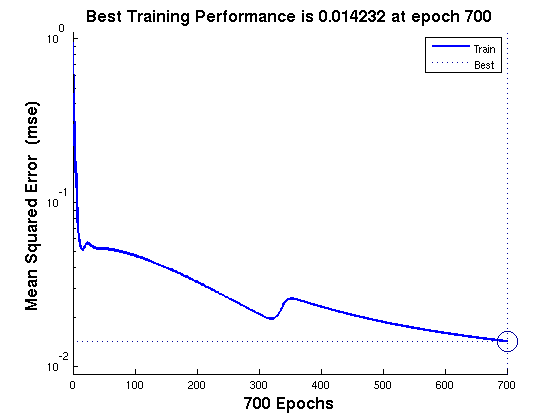 Best Training Performance is 0.014232 at epoch 700
10^0
Train
Best
10^-1
Mean Squared Error (mse)
10^-2
0 100 200 300 400 500 600 700
700 Epochs